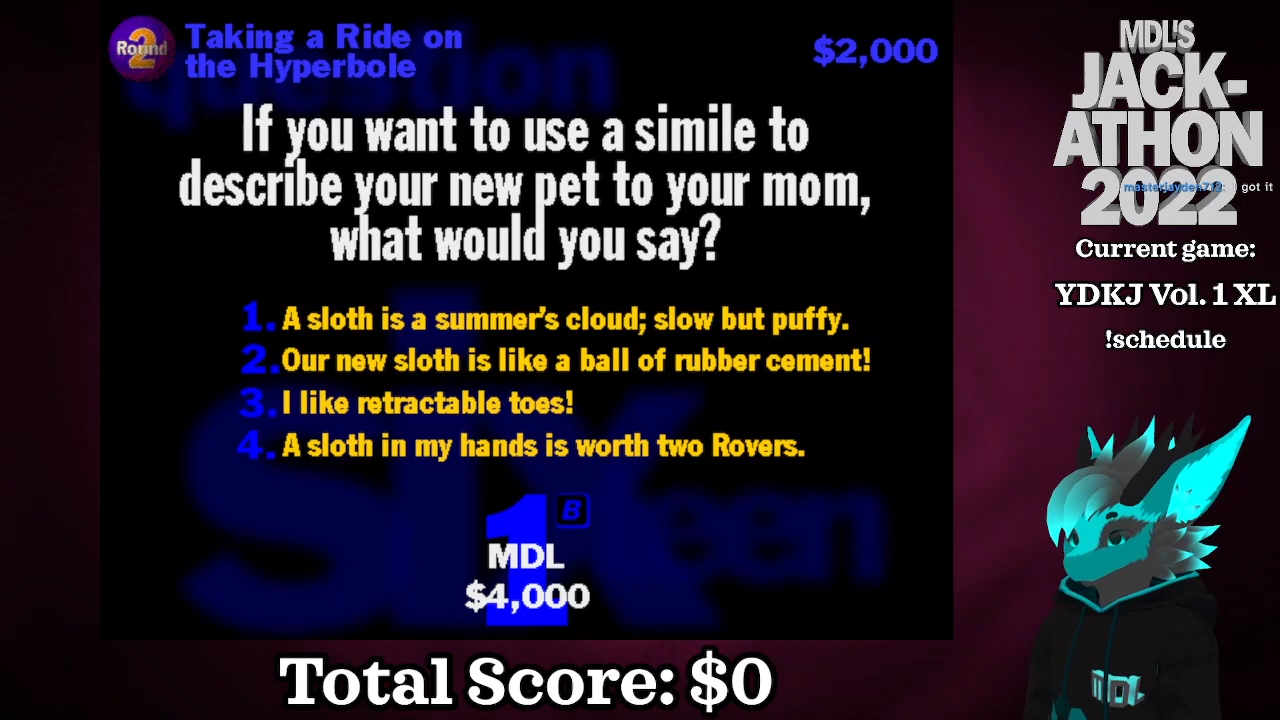 Round 2
Taking a Ride on
the Hyperbole
$2,000
question
If you want to use a simile to
describe your new pet to your mom,
what would you say?
1. A sloth is a summer's cloud; slow but puffy.
2. Our new sloth is like a ball of rubber cement!
3. I like retractable toes!
4. A sloth in my hands is worth two Rovers.
sixteen
1 B
MDL
$4,000
Total Score: $0
MDL'S
JACK-
ATHON
2022
masterjayden712: I got it
Current game:
YDKJ Vol. 1 XL
!schedule
MDL